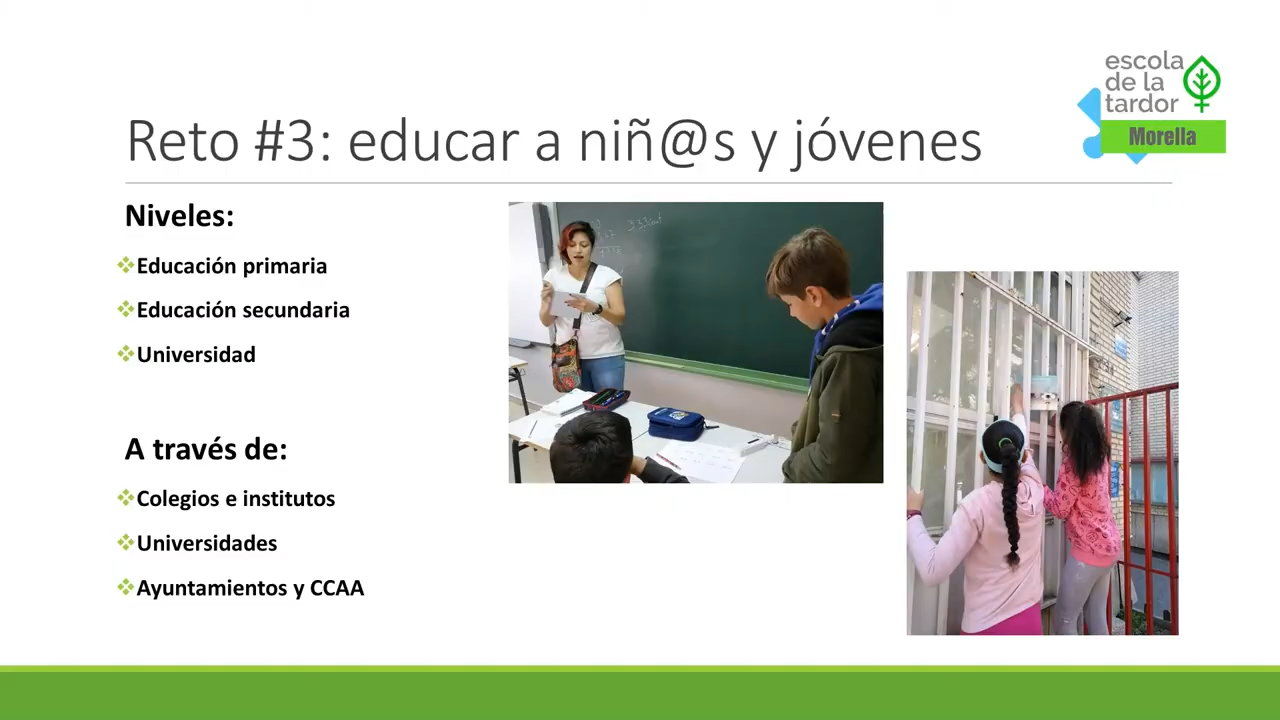 escola
de la
tardor
Morella
Reto #3: educar a niñ@s y jóvenes
Niveles:
Educación primaria
Educación secundaria
Universidad
A través de:
Colegios e institutos
Universidades
Ayuntamientos y CCAA